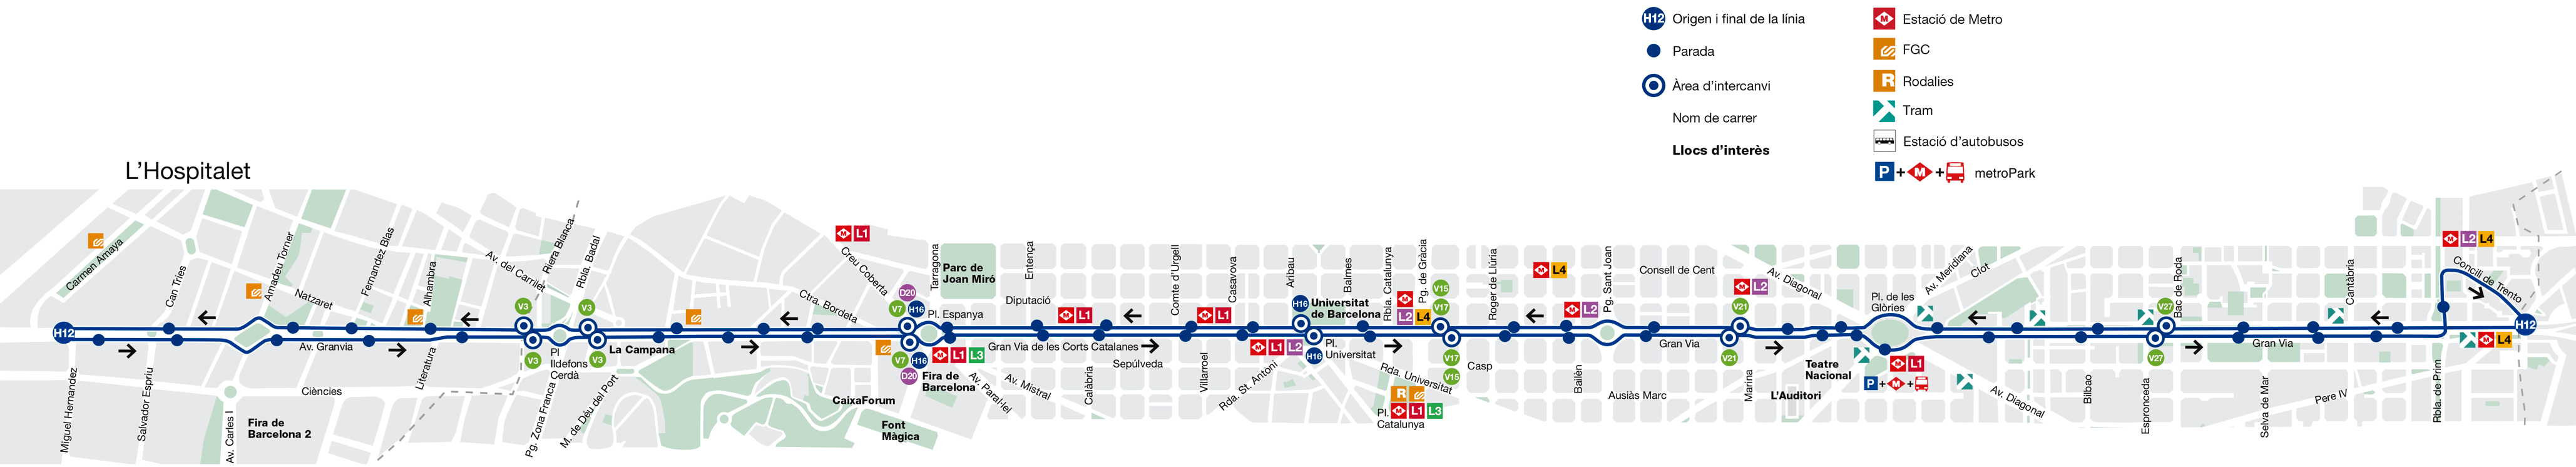 H12 Origen i final de la línia
Parada
Àrea d'intercanvi
Nom de carrer
Llocs d'interès
M Estació de Metro
FGC
R Rodalies
Tram
Estació d'autobusos
P+M+ metroPark
L'Hospitalet
Carmen Amaya
Can Tries
Amadeu Torner
Natzaret
Fernandez Blas
Alhambra
Av. del Carrilet
Riera Blanca
Rbla. Badal
V3
V3
H12
Av. Granvia
Miguel Hernandez
Salvador Espriu
Av. Carles I
Fira de
Barcelona 2
Ciències
Literatura
V3
V3
Pl
Ildefons
Cerdà
Pg. Zona Franca
M. de Déu del Port
La Campana
M L1
Creu Coberta
Ctra. Bordeta
D20
V7 H16
V7 H16
D20
Tarragona
Parc de
Joan Miró
Pl. Espanya
M L1 L3
Fira de
Barcelona
CaixaForum
Font
Màgica
Av. Paral·lel
Av. Mistral
Entença
Diputació
M L1
Gran Via de les Corts Catalanes
Calàbria
Sepúlveda
Comte d'Urgell
M L1
Casavova
Villarroel
Rda. St. Antoni
M L1 L2
Aribau
H16
Universitat
de Barcelona
H16
Pl.
Universitat
Balmes
Rbla. Catalunya
M
L2 L4
Pg. de Gràcia
V15
V17
V17
V15
Rda. Universitat
R
M L1 L3
Pl.
Catalunya
Casp
Roger de Llúria
M L4
M L2
Bailèn
Pg. Sant Joan
Ausiàs Marc
Consell de Cent
Gran Via
M L2
V21
V21
Marina
Av. Diagonal
L'Auditori
Teatre
Nacional
Pl. de les
Glòries
M L1
P+M+
Av. Meridiana
Clot
Av. Diagonal
Bilbao
Bac de Roda
V27
V27
Espronceda
Gran Via
Selva de Mar
Cantàbria
Pere IV
Rbla. de Prim
M L2 L4
Concili de Trento
H12
M L4